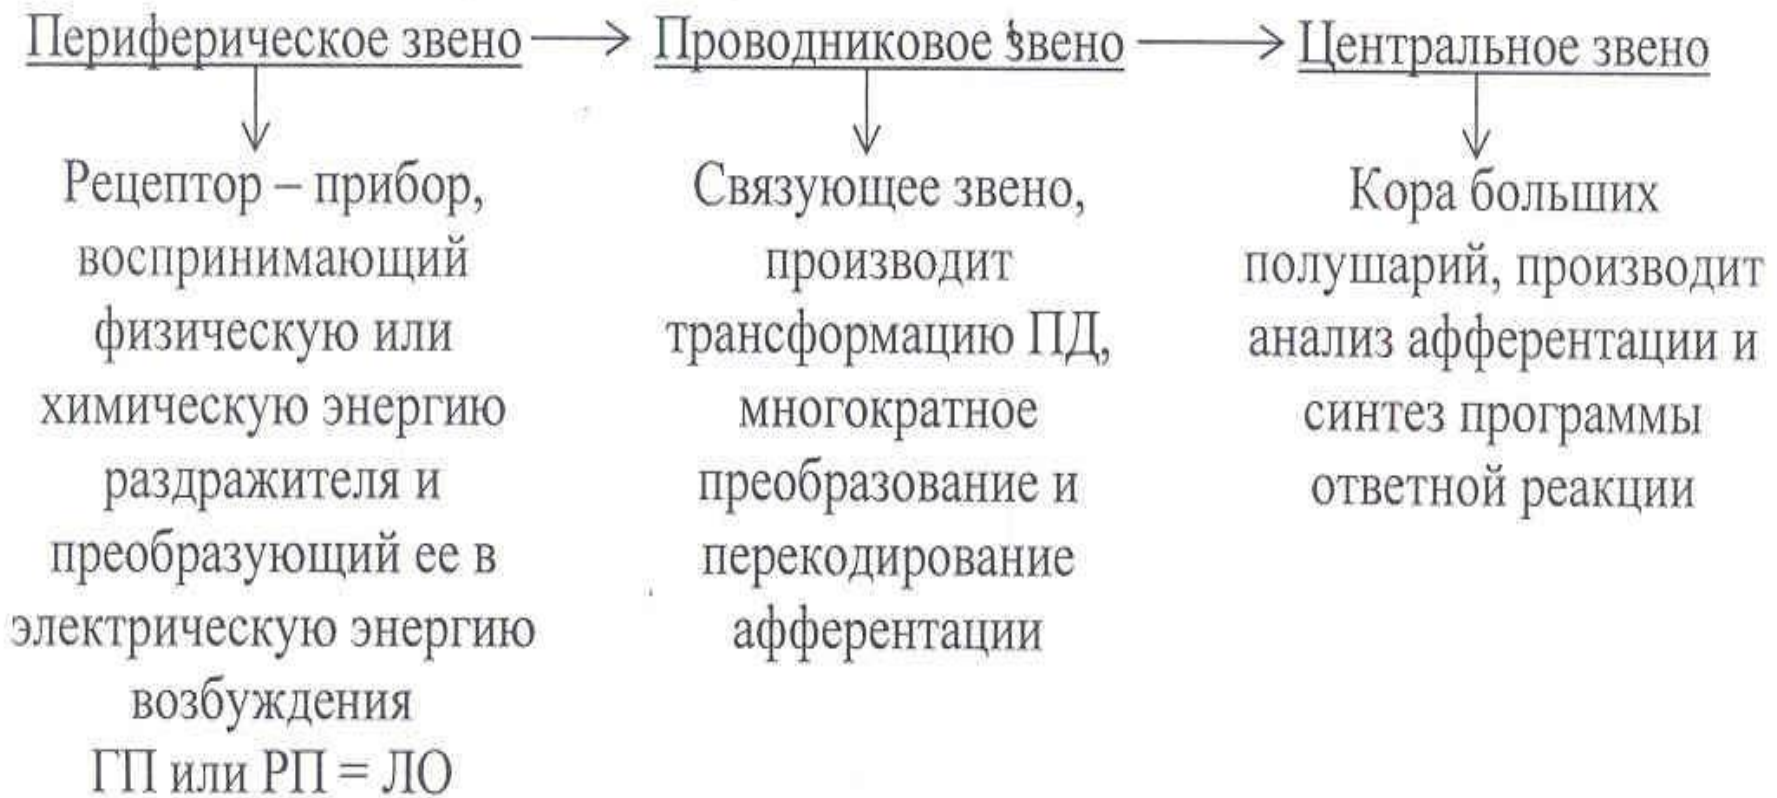 Периферическое звено
Рецептор – прибор,
воспринимающий
физическую или
химическую энергию
раздражителя и
преобразующий ее в
электрическую энергию
возбуждения
ГП или РП = ЛО
Проводниковое звено
Связующее звено,
производит
трансформацию ПД,
многократное
преобразование и
перекодирование
афферентации
Центральное звено
Кора больших
полушарий, производит
анализ афферентации и
синтез программы
ответной реакции